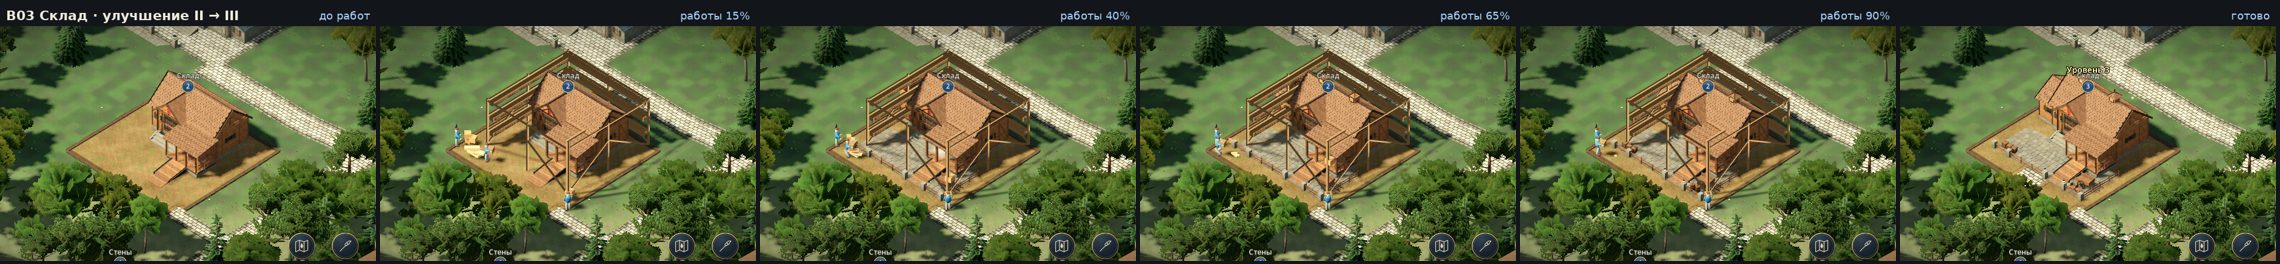 В03 Склад · улучшение II → III
до работ
работы 15%
работы 40%
работы 65%
работы 90%
готово
Склад
2
Стены
Склад
2
Стены
Склад
2
Стены
Склад
2
Стены
Склад
2
Стены
Уровень 3
3
Стены